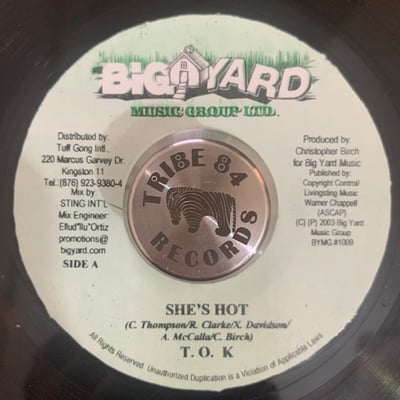 BiG YARD
MUSIC GROUP LTD.
Distributed by:
Tuff Gong Intl.,
220 Marcus Garvey Dr.
Kingston 11
Tel.:(876) 923-9380-4
Mix by:
STING INT'L
Mix Engineer:
Effud"Ilu"Ortiz
promotions@
bigyard.com
SIDE A
TRIBE 84
RECORDS
Produced by
Christopher Birch
for Big Yard Music
Published by:
Copyright Control/
Livingsting Music
Warner Chappell
(ASCAP)
(C) (P) 2003 Big Yard
Music Group
BYMG #1009
SHE'S HOT
(C. Thompson/R. Clarke/X. Davidson/
A. McCalla/C. Birch)
T. O. K
All Rights Reserved. Unauthorized Duplication is a Violation of Applicable Laws